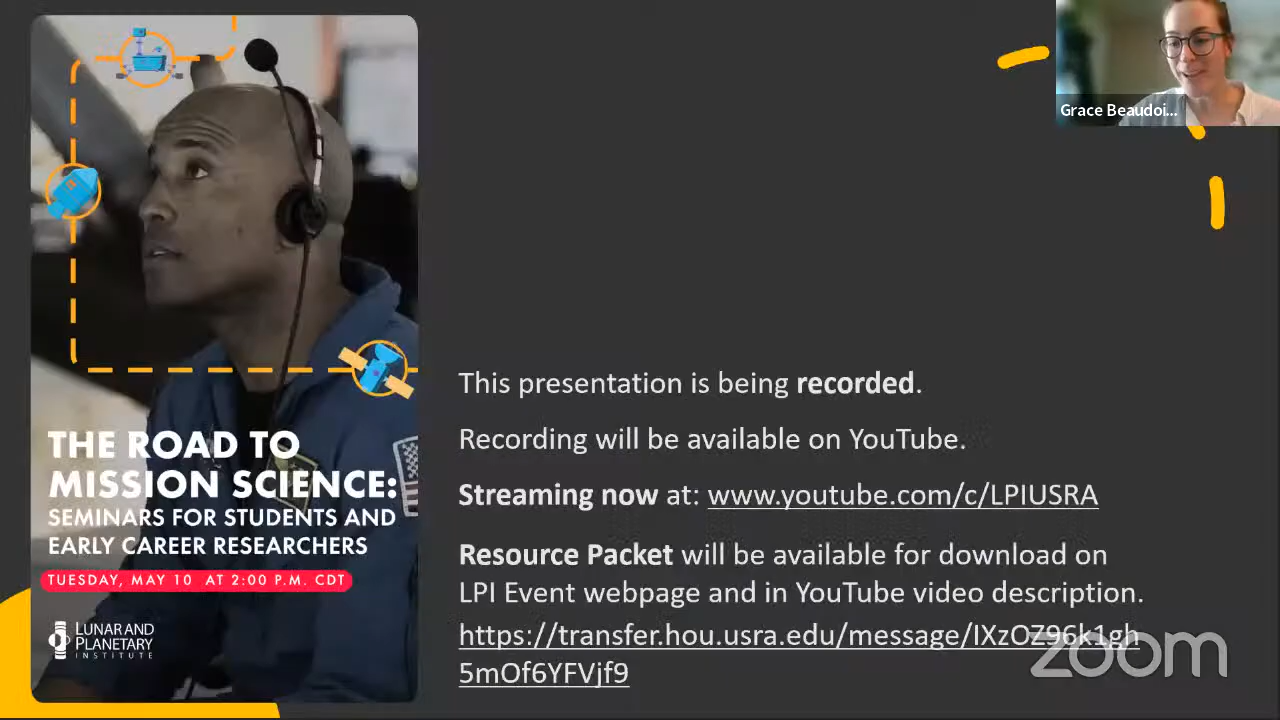 Grace Beaudoi...
THE ROAD TO
MISSION SCIENCE:
SEMINARS FOR STUDENTS AND
EARLY CAREER RESEARCHERS
TUESDAY, MAY 10 AT 2:00 P.M. CDT
LUNAR AND
PLANETARY
INSTITUTE
This presentation is being recorded.
Recording will be available on YouTube.
Streaming now at: www.youtube.com/c/LPIUSRA
Resource Packet will be available for download on
LPI Event webpage and in YouTube video description.
https://transfer.hou.usra.edu/message/IXzOZ96k1gh
5mOf6YFVjf9
zoom